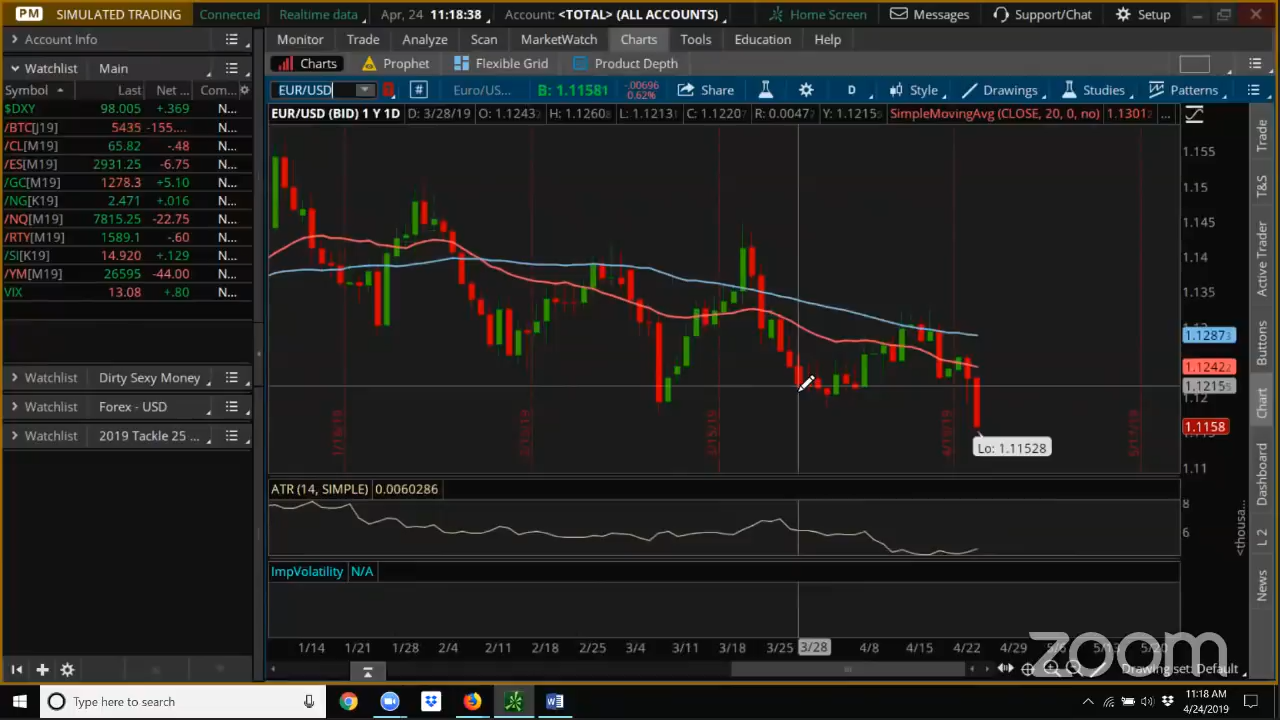 PM SIMULATED TRADING Connected Realtime data Apr, 24 11:18:38 Account: <TOTAL> (ALL ACCOUNTS) Home Screen Messages Support/Chat Setup
Account Info Monitor Trade Analyze Scan MarketWatch Charts Tools Education Help
Watchlist Main Charts Prophet Flexible Grid Product Depth
Symbol Last Net ... Com... EUR/USD # Euro/US... B: 1.11581 -.00696 0.62% Share D Style Drawings Studies Patterns
EUR/USD (BID) 1 Y 1D D: 3/28/19 O: 1.1243 H: 1.1260 L: 1.1213 C: 1.1220 R: 0.0047 Y: 1.1215 SimpleMovingAvg (CLOSE, 20, 0, no) 1.1301 ...
$DXY 98.005 +.369 N...
/BTC[J19] 5435 -155.... N...
/CL[M19] 65.82 -.48 N...
/ES[M19] 2931.25 -6.75 N...
/GC[M19] 1278.3 +5.10 N...
/NG[K19] 2.471 +.016 N...
/NQ[M19] 7815.25 -22.75 N...
/RTY[M19] 1589.1 -.60 N...
/SI[K19] 14.920 +.129 N...
/YM[M19] 26595 -44.00 N...
VIX 13.08 +.80 N...
Watchlist Dirty Sexy Money
Watchlist Forex - USD
Watchlist 2019 Tackle 25 ...
1.155
1.15
1.145
1.14
1.135
1.1287
1.1242
1.1215
1.12
1.1158
1.11
Lo: 1.11528
ATR (14, SIMPLE) 0.0060286
8
6
<thousa...
ImpVolatility N/A
1/14 1/21 1/28 2/4 2/11 2/18 2/25 3/4 3/11 3/18 3/25 3/28 4/8 4/15 4/22 4/29
zoom
Drawing set: Default
Trade
T&S
Active Trader
Buttons
Chart
Dashboard
L 2
News
Type here to search
11:18 AM
4/24/2019